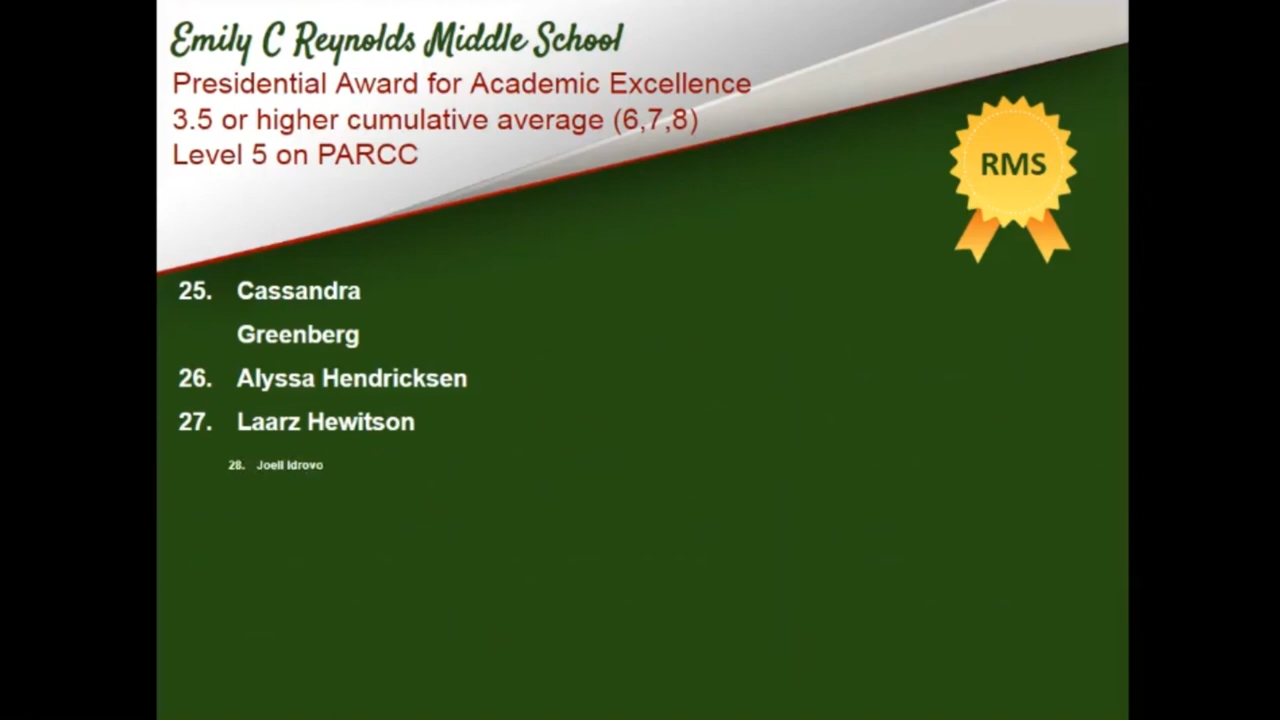 Emily C Reynolds Middle School
Presidential Award for Academic Excellence
3.5 or higher cumulative average (6,7,8)
Level 5 on PARCC
RMS
25. Cassandra
Greenberg
26. Alyssa Hendricksen
27. Laarz Hewitson
28. Joell Idrovo